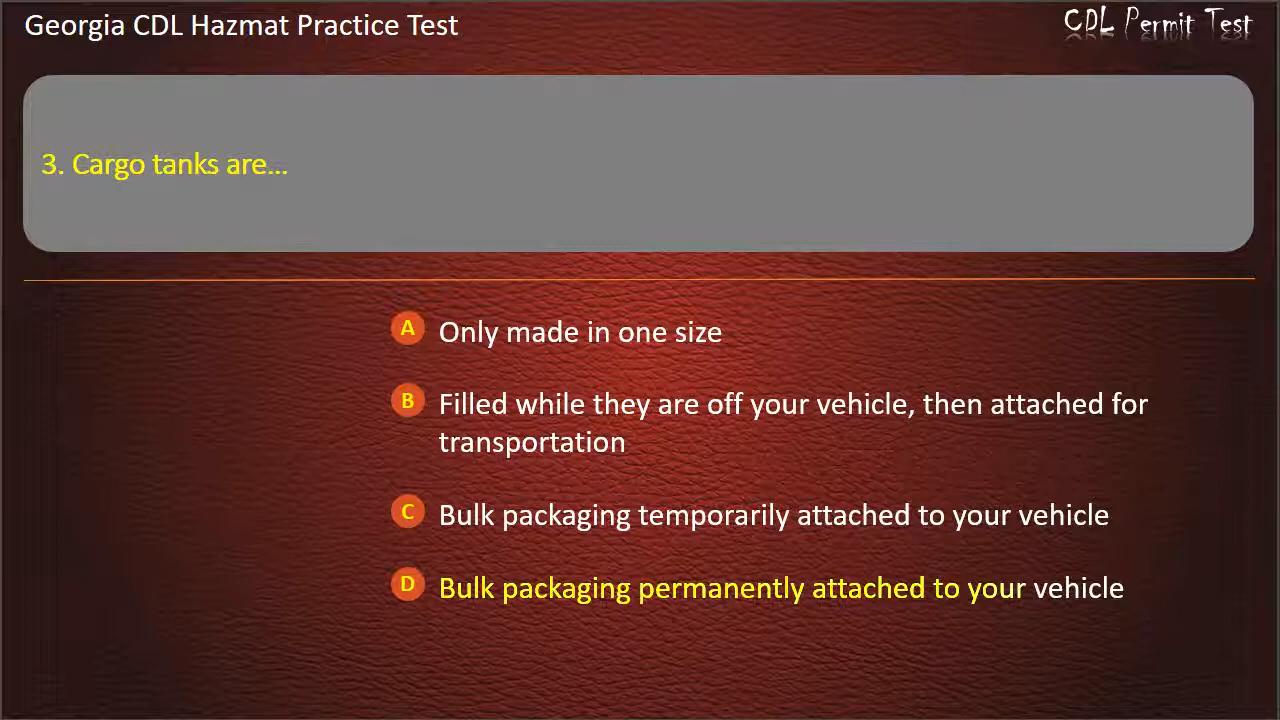 Georgia CDL Hazmat Practice Test
CDL Permit Test
3. Cargo tanks are...
A Only made in one size
B Filled while they are off your vehicle, then attached for
transportation
C Bulk packaging temporarily attached to your vehicle
D Bulk packaging permanently attached to your vehicle